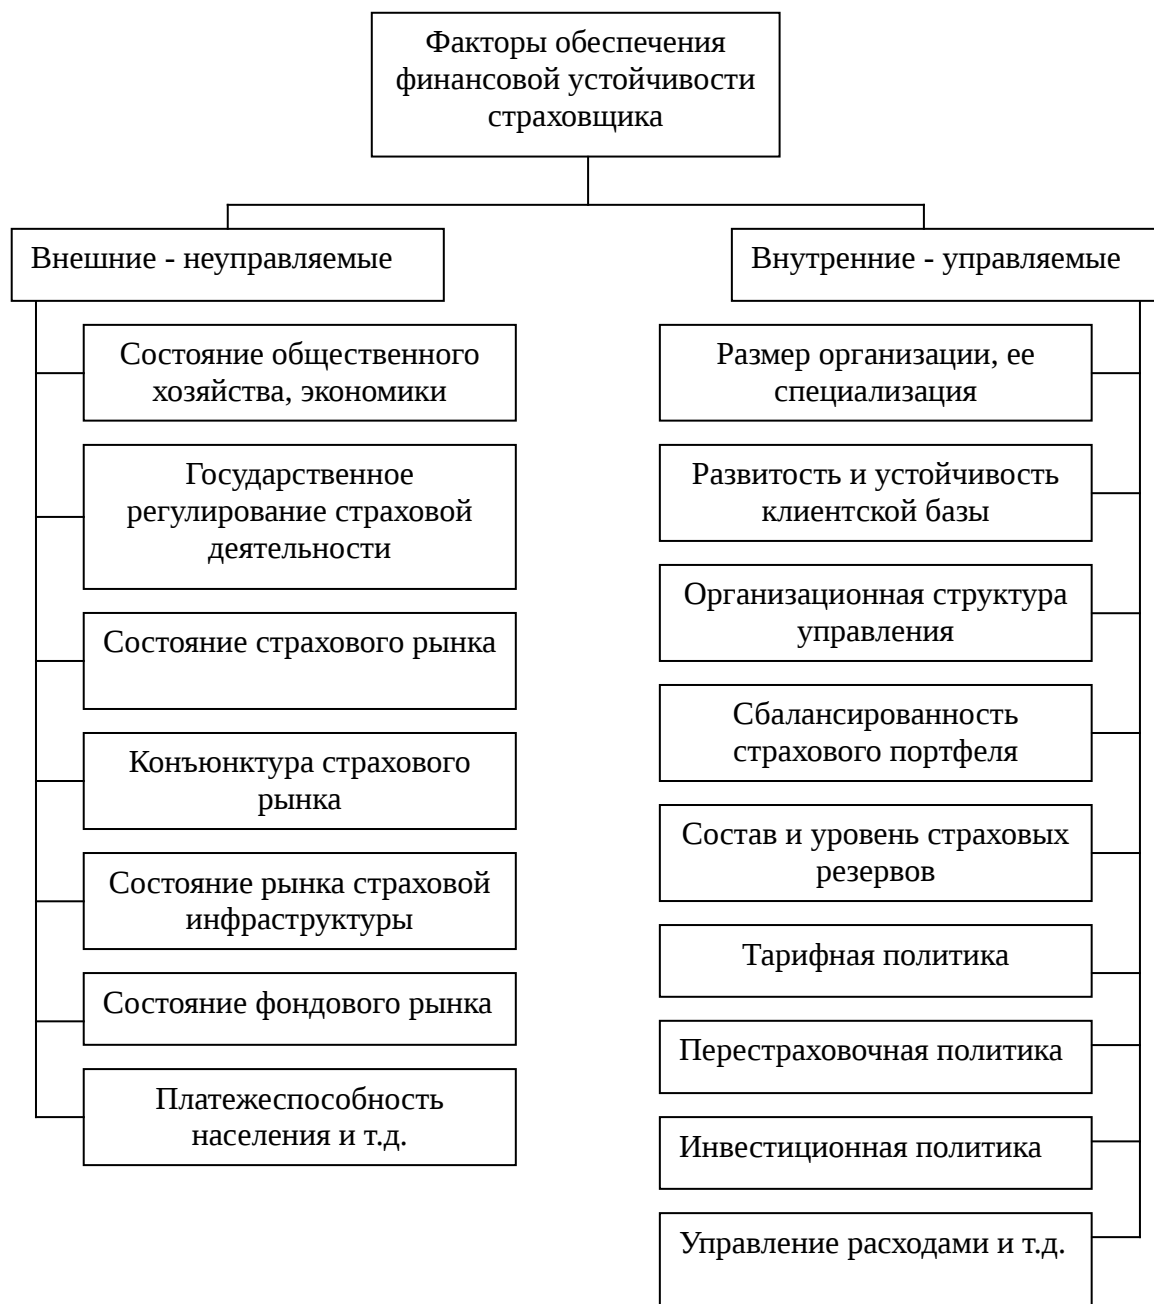 Факторы обеспечения
финансовой устойчивости
страховщика
Внешние - неуправляемые
Состояние общественного
хозяйства, экономики
Государственное
регулирование страховой
деятельности
Состояние страхового рынка
Конъюнктура страхового
рынка
Состояние рынка страховой
инфраструктуры
Состояние фондового рынка
Платежеспособность
населения и т.д.
Внутренние - управляемые
Размер организации, ее
специализация
Развитость и устойчивость
клиентской базы
Организационная структура
управления
Сбалансированность
страхового портфеля
Состав и уровень страховых
резервов
Тарифная политика
Перестраховочная политика
Инвестиционная политика
Управление расходами и т.д.